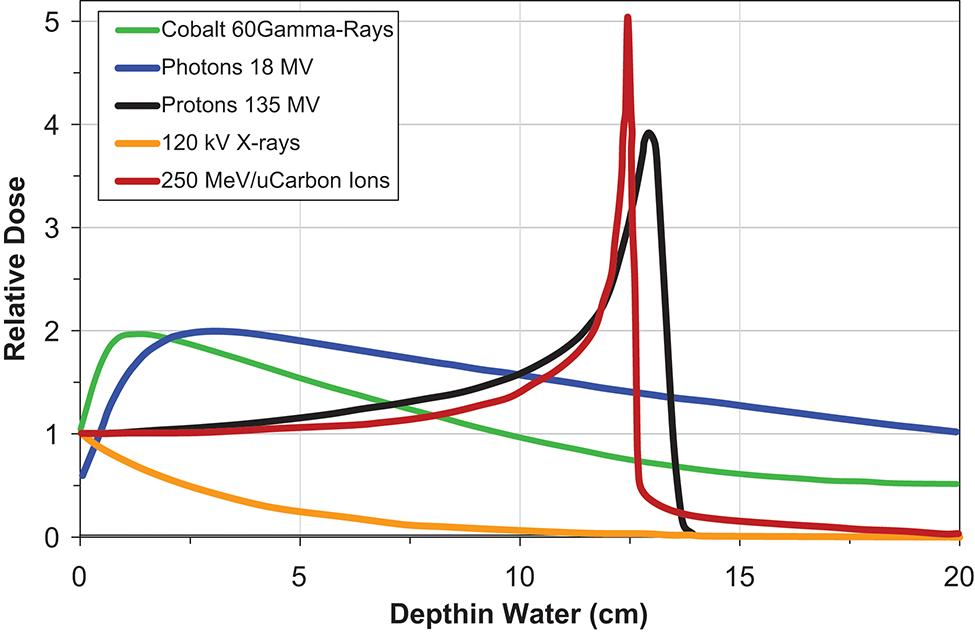 Cobalt 60Gamma-Rays
Photons 18 MV
Protons 135 MV
120 kV X-rays
250 MeV/uCarbon Ions
Relative Dose
5
4
3
2
1
0
0 5 10 15 20
Depthin Water (cm)